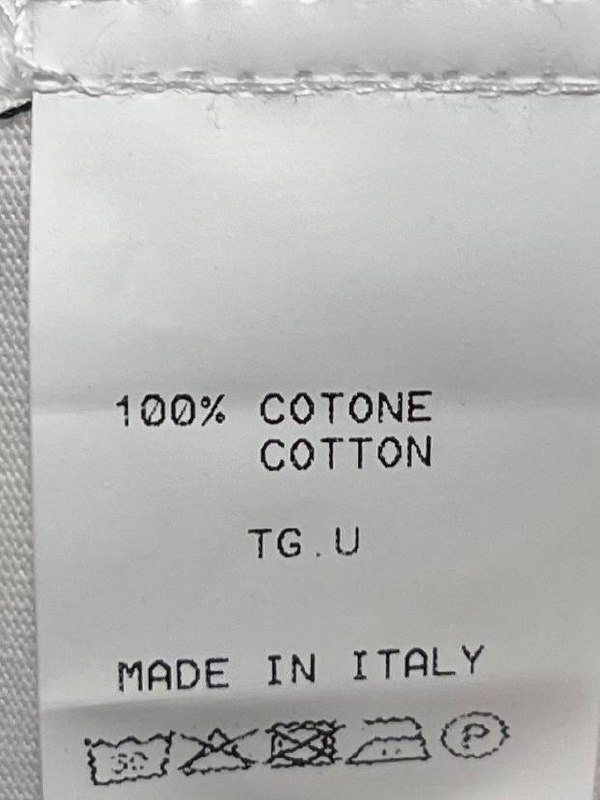 100% COTONE
COTTON
TG.U
MADE IN ITALY
P